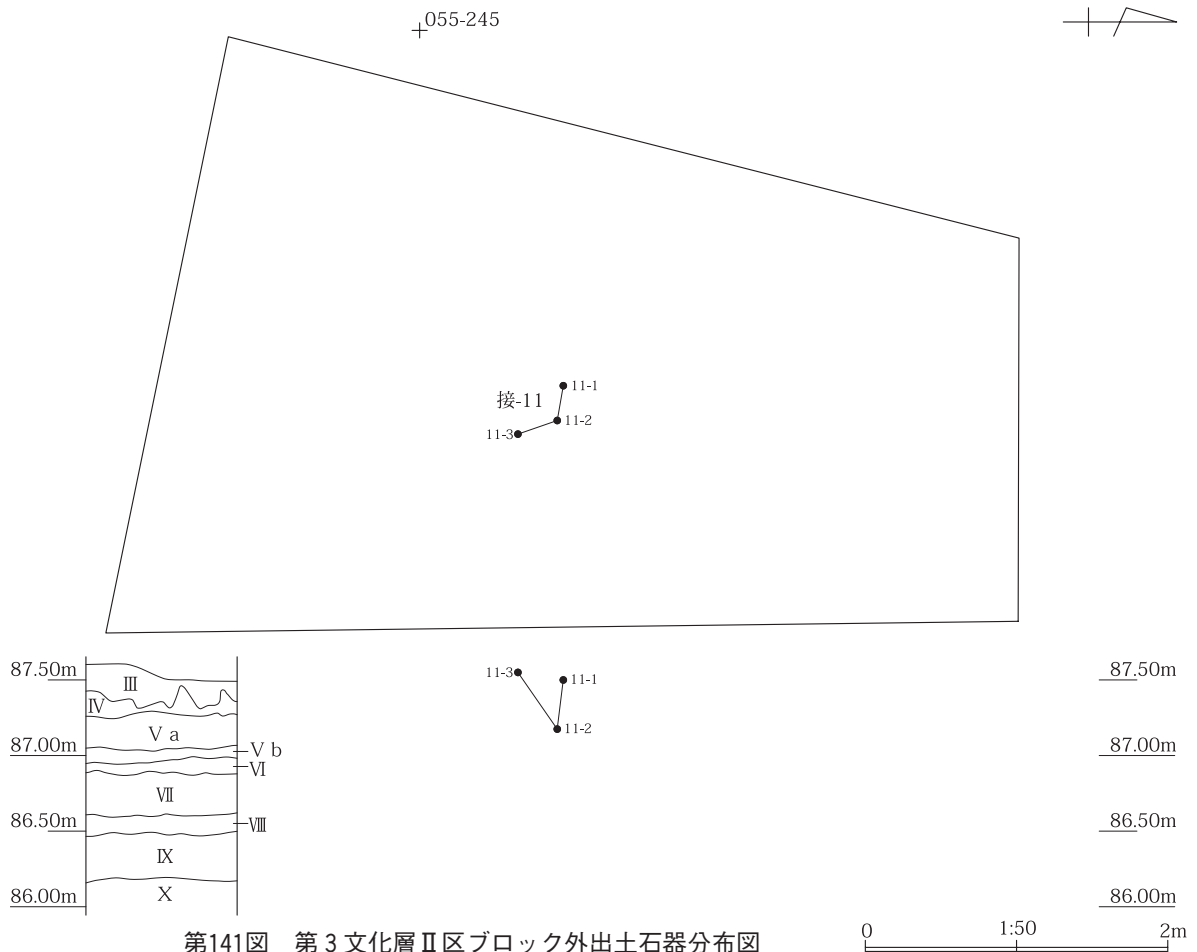 055-245
11-1
接-11
11-2
11-3
87.50m
Ⅲ
Ⅳ
Ⅴa
87.00m
Ⅴb
Ⅵ
Ⅶ
86.50m
Ⅷ
Ⅸ
86.00m
Ⅹ
11-3
11-1
11-2
87.50m
87.00m
86.50m
86.00m
第141図 第3文化層Ⅱ区ブロック外出土石器分布図
0 1:50 2m